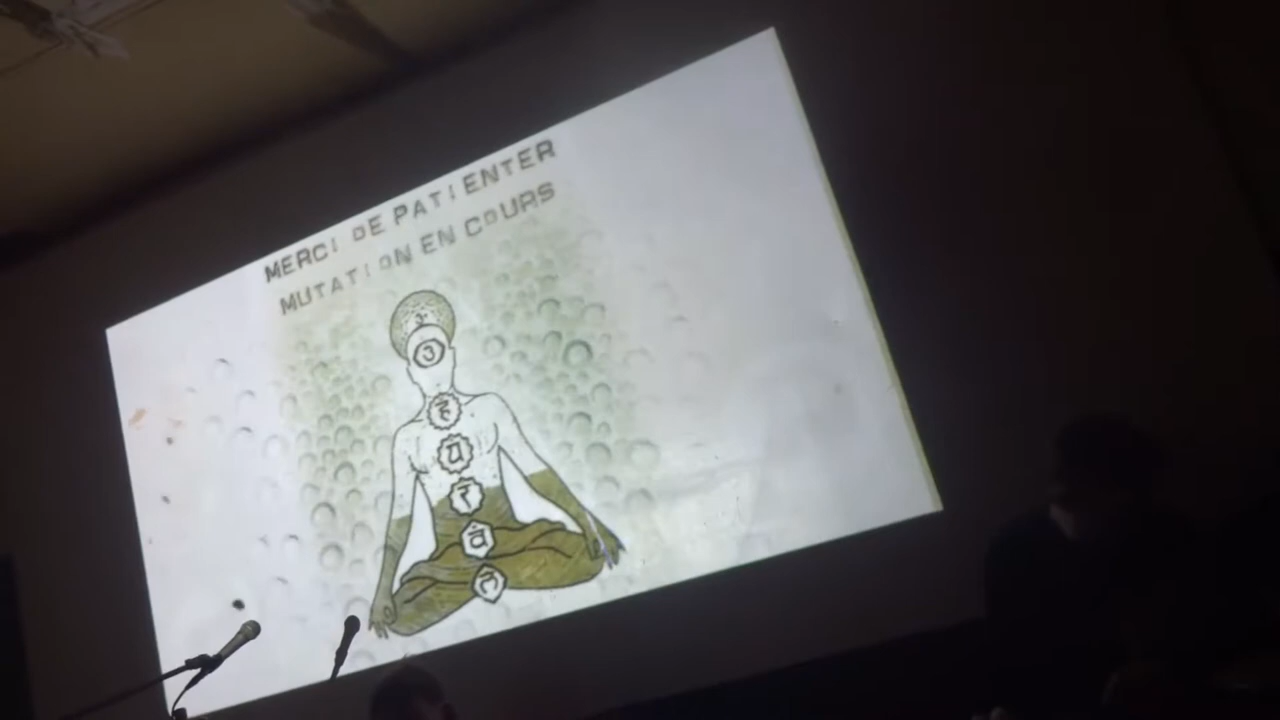 MERCI DE PATIENTER
MUTATION EN COURS
ॐ
हं
यं
रं
वं
लं